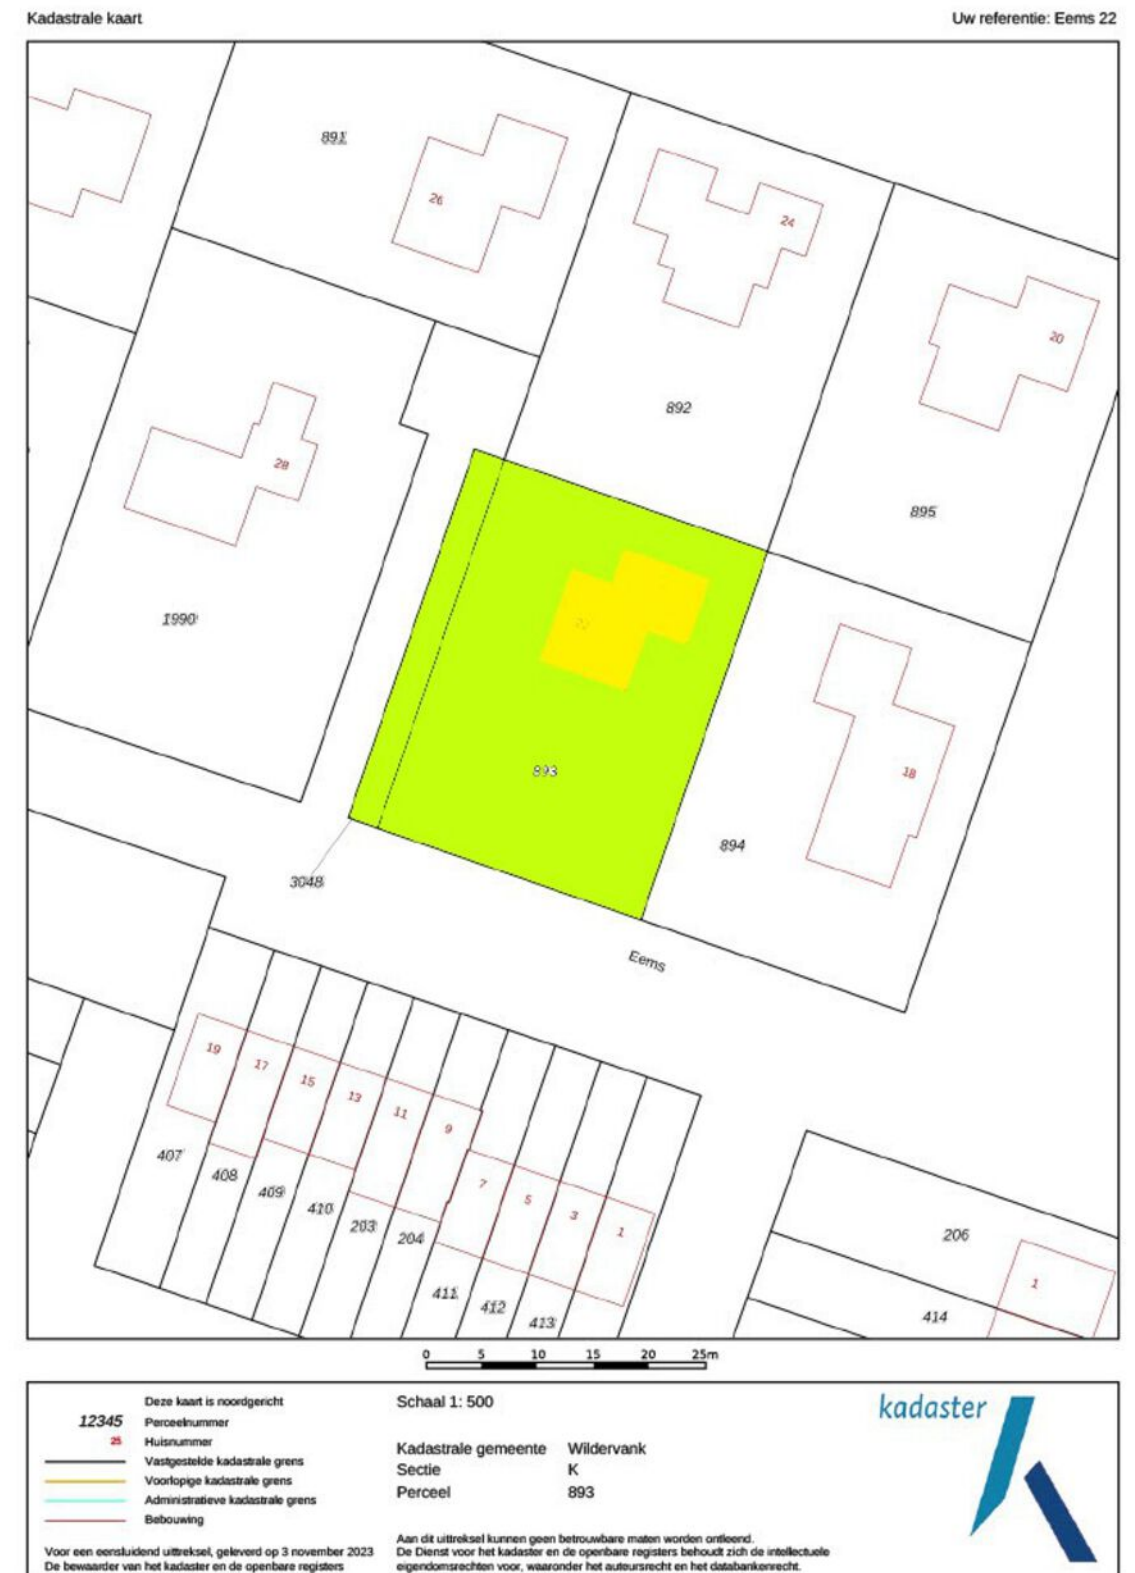 Kadastrale kaart
Uw referentie: Eems 22
891
26
24
20
892
28
895
1990
22
893
18
894
3048
Eems
19
17
15
13
11
9
7
5
3
1
407
408
409
410
203
204
411
412
413
206
1
414
0 5 10 15 20 25m
Deze kaart is noordgericht
12345 Perceelnummer
25 Huisnummer
Vastgestelde kadastrale grens
Voorlopige kadastrale grens
Administratieve kadastrale grens
Bebouwing
Voor een eensluidend uittreksel, geleverd op 3 november 2023
De bewaarder van het kadaster en de openbare registers
Schaal 1: 500
Kadastrale gemeente Wildervank
Sectie K
Perceel 893
Aan dit uittreksel kunnen geen betrouwbare maten worden ontleend.
De Dienst voor het kadaster en de openbare registers behoudt zich de intellectuele
eigendomsrechten voor, waaronder het auteursrecht en het databankenrecht.
kadaster